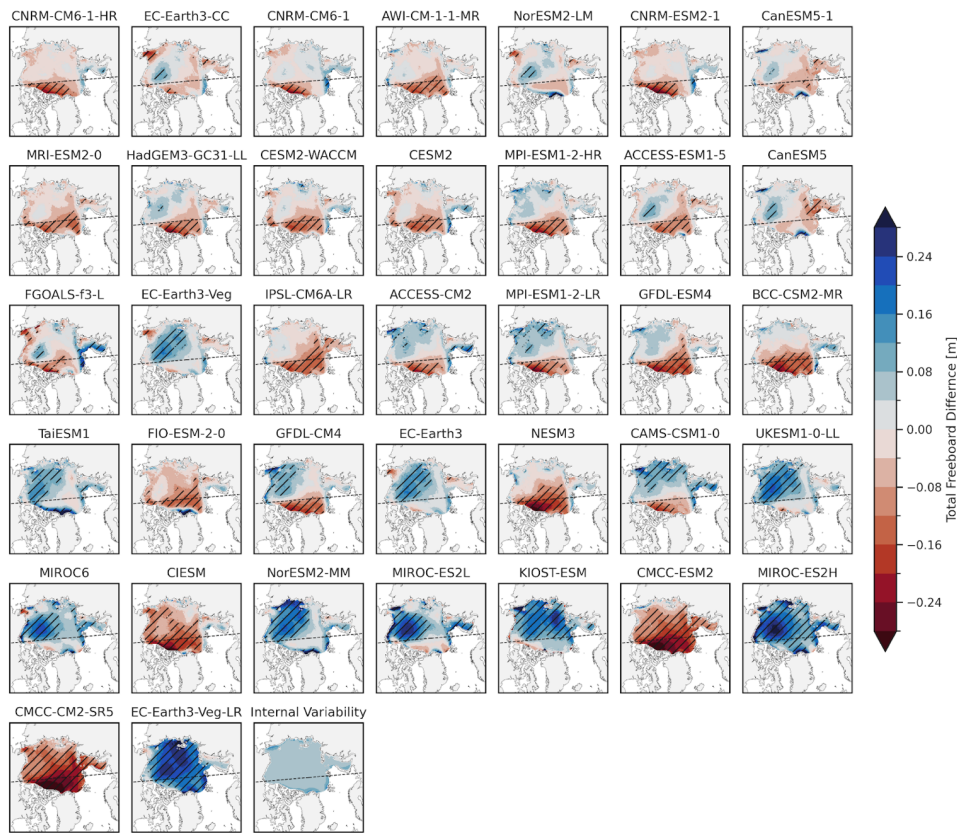 CNRM-CM6-1-HR EC-Earth3-CC CNRM-CM6-1 AWI-CM-1-1-MR NorESM2-LM CNRM-ESM2-1 CanESM5-1
MRI-ESM2-0 HadGEM3-GC31-LL CESM2-WACCM CESM2 MPI-ESM1-2-HR ACCESS-ESM1-5 CanESM5
FGOALS-f3-L EC-Earth3-Veg IPSL-CM6A-LR ACCESS-CM2 MPI-ESM1-2-LR GFDL-ESM4 BCC-CSM2-MR
TaiESM1 FIO-ESM-2-0 GFDL-CM4 EC-Earth3 NESM3 CAMS-CSM1-0 UKESM1-0-LL
MIROC6 CIESM NorESM2-MM MIROC-ES2L KIOST-ESM CMCC-ESM2 MIROC-ES2H
CMCC-CM2-SR5 EC-Earth3-Veg-LR Internal Variability
0.24
0.16
0.08
0.00
−0.08
−0.16
−0.24
Total Freeboard Differnce [m]